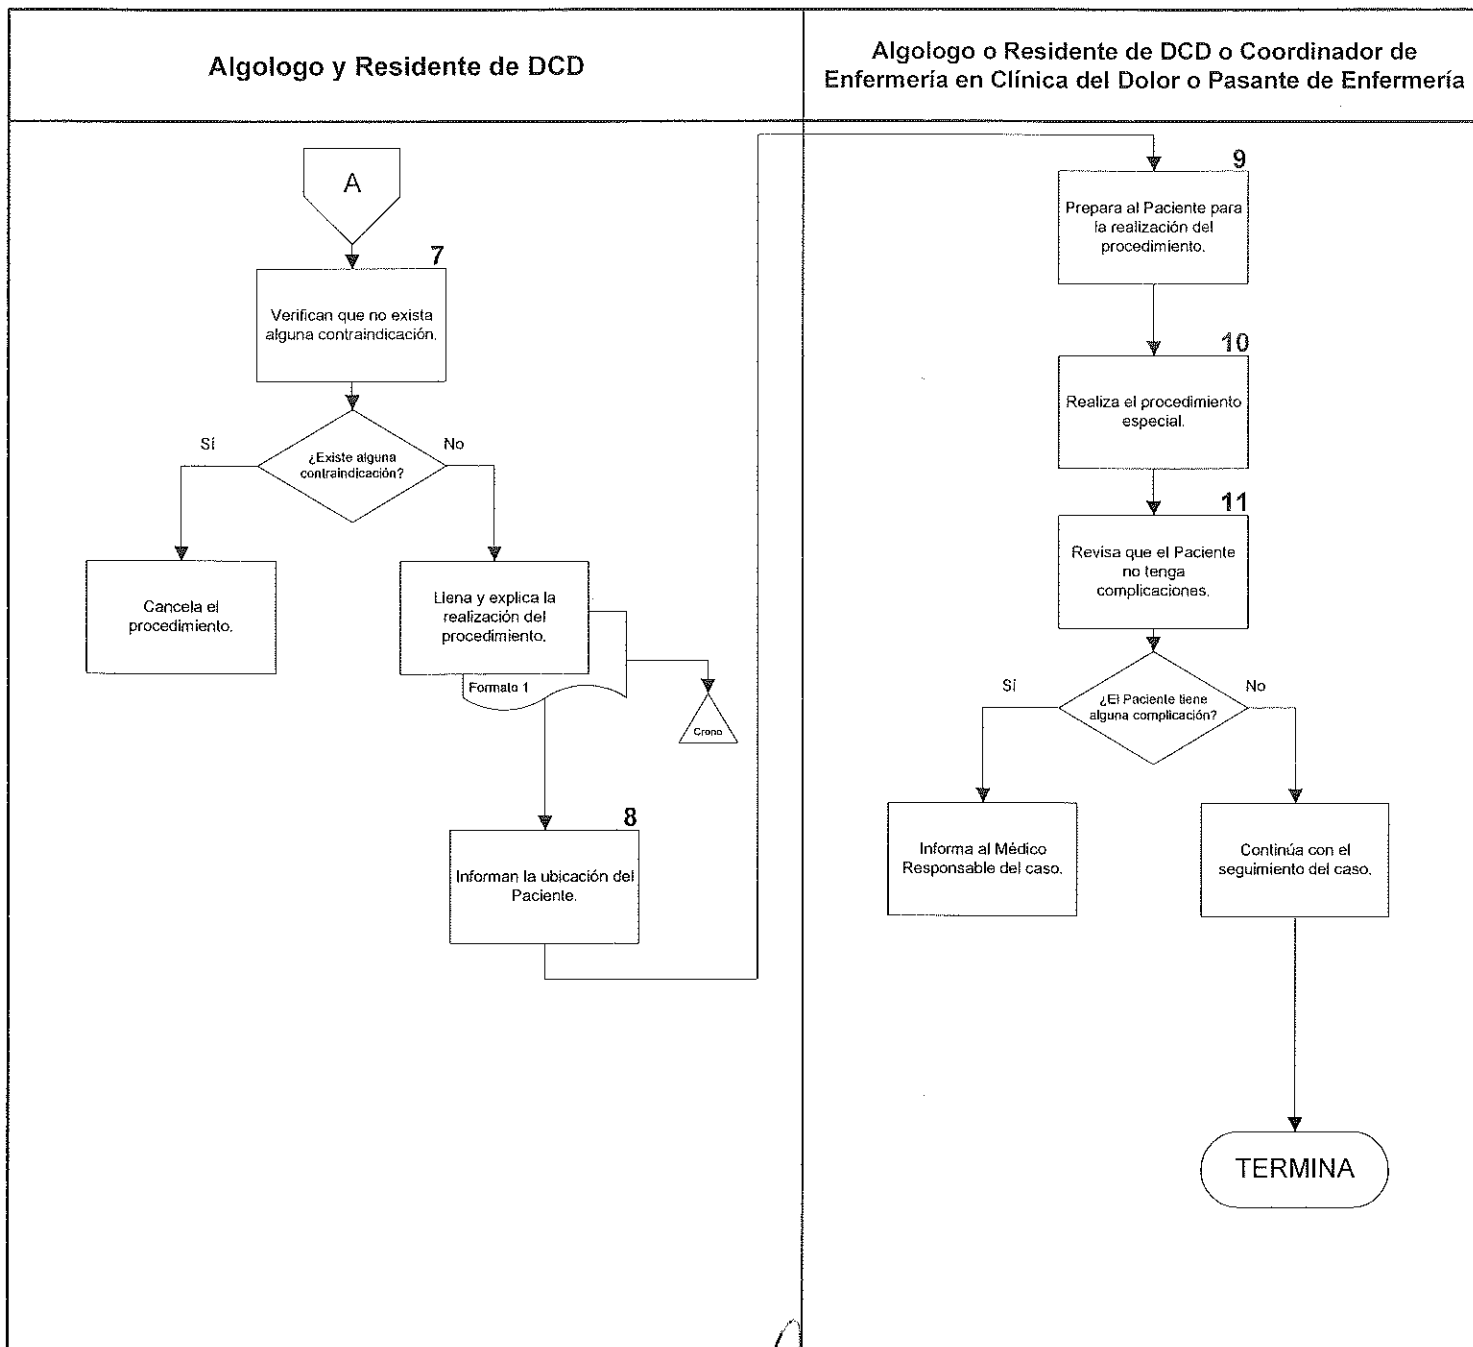 Algologo y Residente de DCD
Algologo o Residente de DCD o Coordinador de
Enfermería en Clínica del Dolor o Pasante de Enfermería
A
7
Verifican que no exista
alguna contraindicación.
¿Existe alguna
contraindicación?
Sí
No
Cancela el
procedimiento.
Llena y explica la
realización del
procedimiento.
Formato 1
Crono
8
Informan la ubicación del
Paciente.
9
Prepara al Paciente para
la realización del
procedimiento.
10
Realiza el procedimiento
especial.
11
Revisa que el Paciente
no tenga
complicaciones.
¿El Paciente tiene
alguna complicación?
Sí
No
Informa al Médico
Responsable del caso.
Continúa con el
seguimiento del caso.
TERMINA